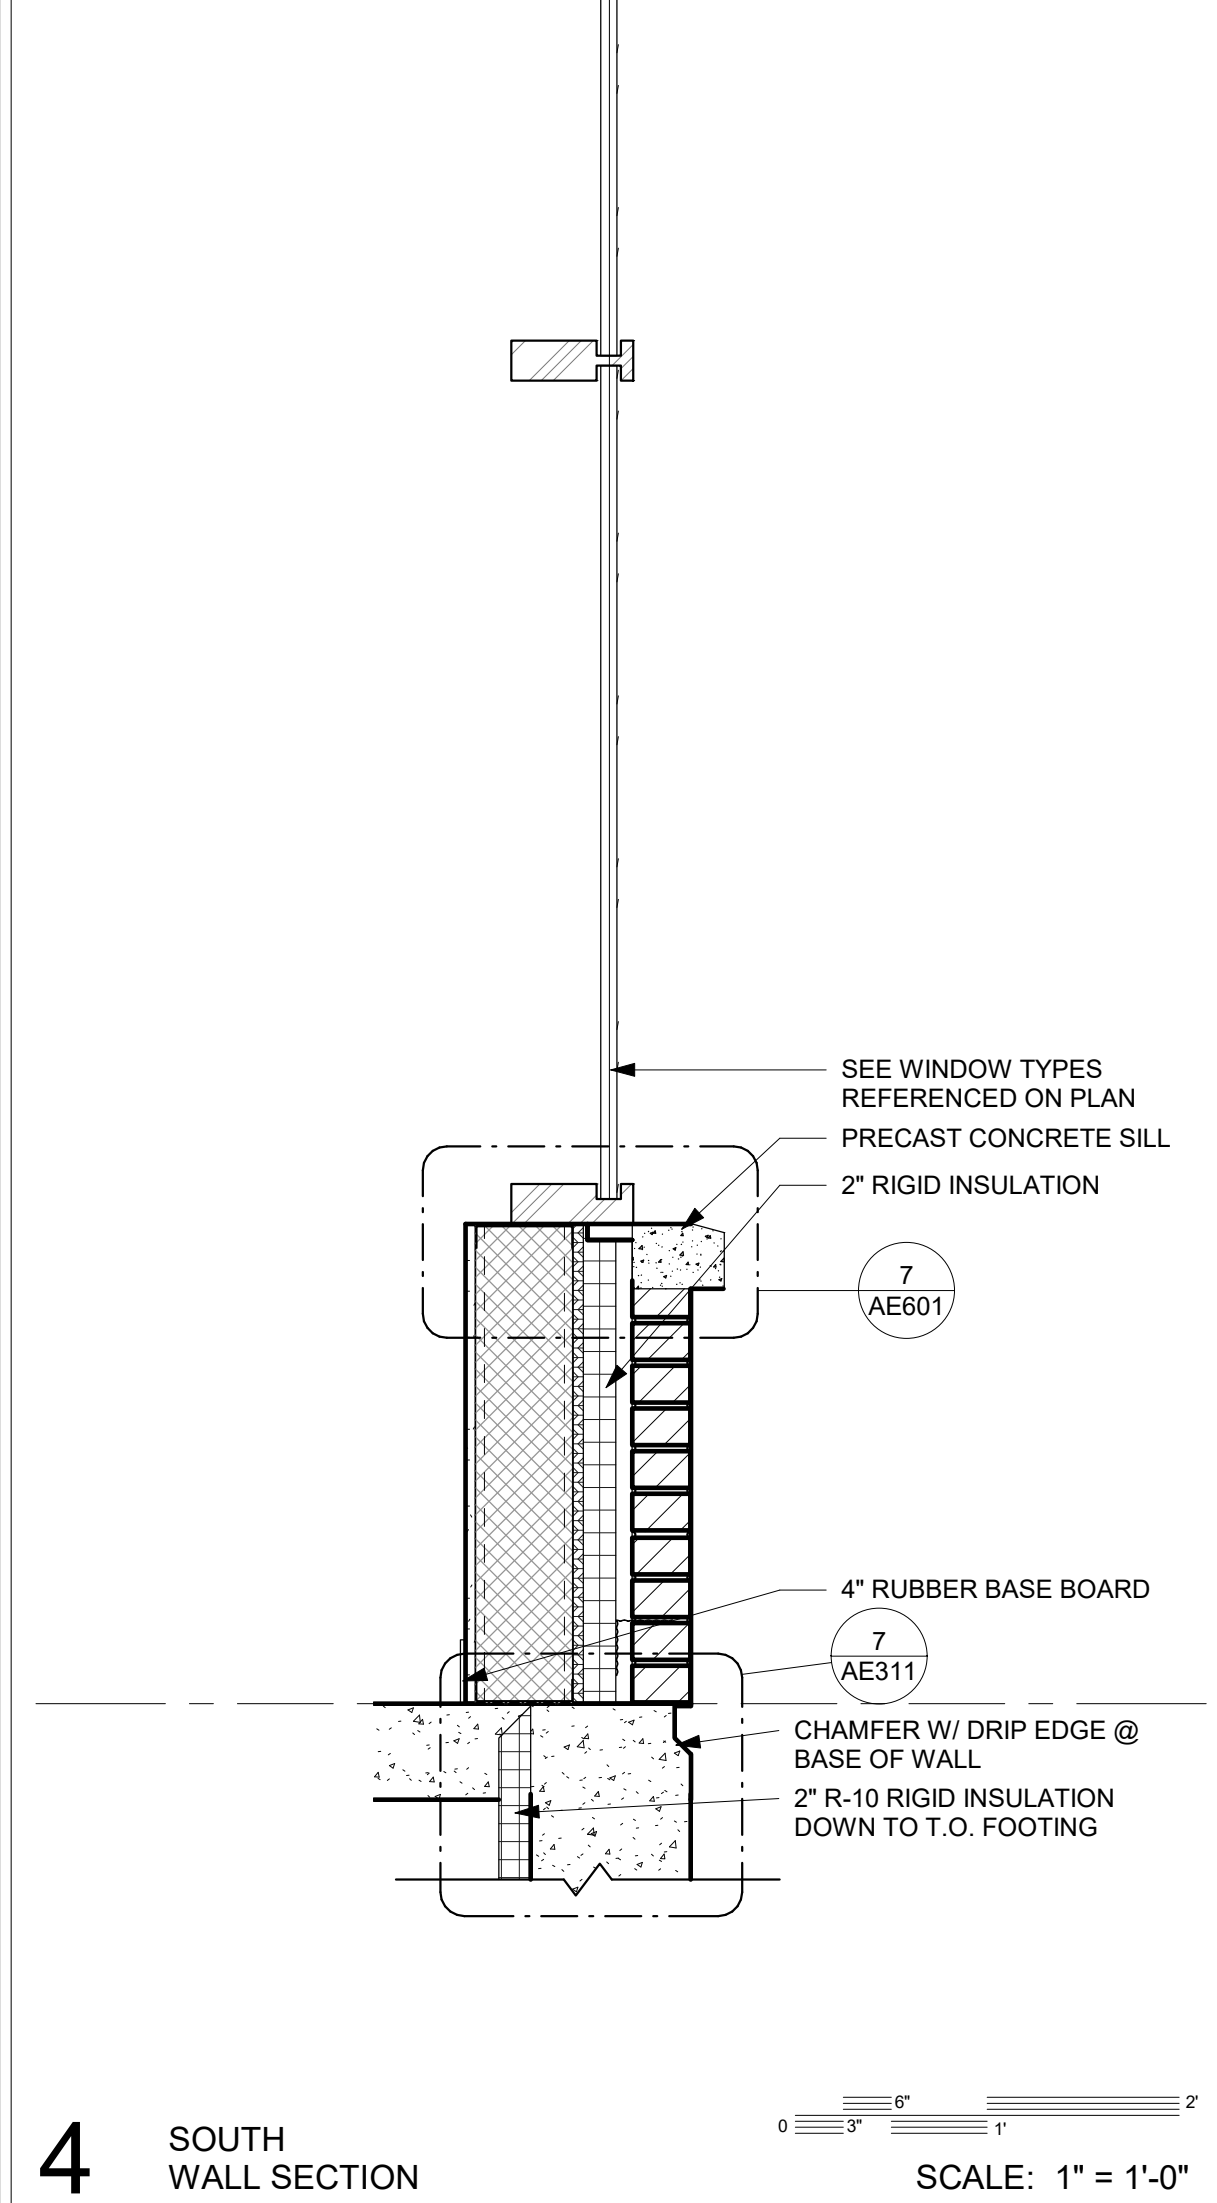 SEE WINDOW TYPES
REFERENCED ON PLAN
PRECAST CONCRETE SILL
2" RIGID INSULATION
7
AE601
4" RUBBER BASE BOARD
7
AE311
CHAMFER W/ DRIP EDGE @
BASE OF WALL
2" R-10 RIGID INSULATION
DOWN TO T.O. FOOTING
6" 2'
0 3" 1'
4 SOUTH
WALL SECTION
SCALE: 1" = 1'-0"